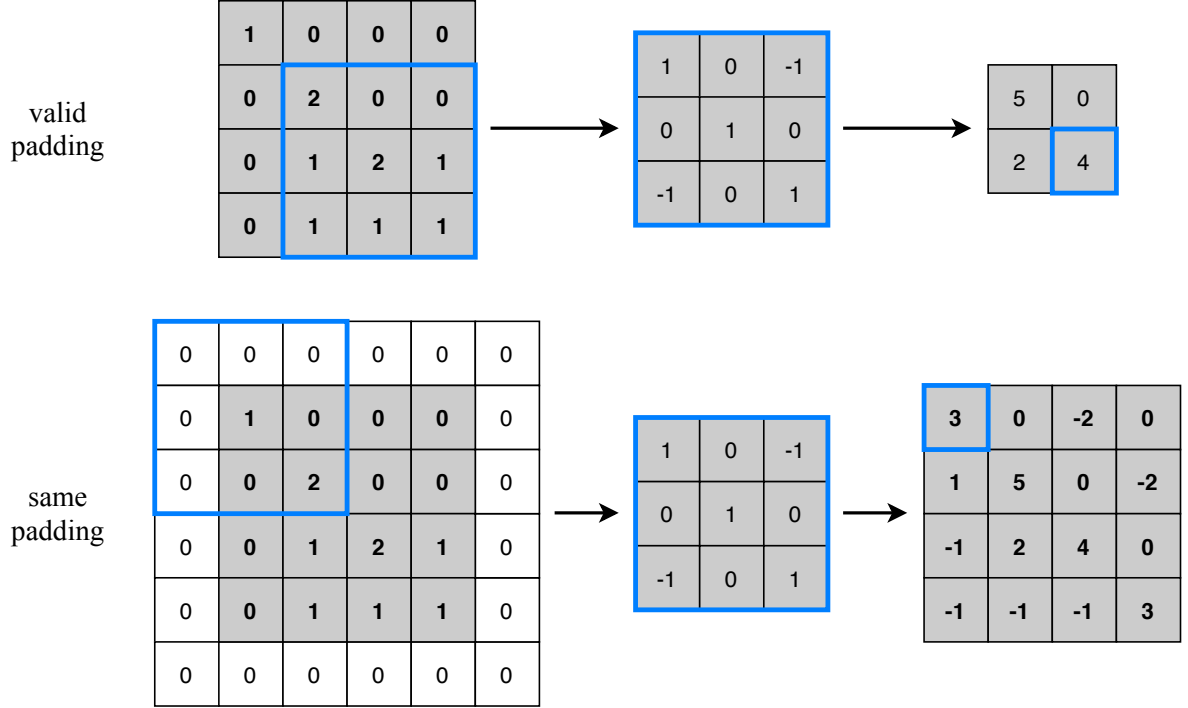 valid
padding
1 0 0 0
0 2 0 0
0 1 2 1
0 1 1 1
1 0 -1
0 1 0
-1 0 1
5 0
2 4
same
padding
0 0 0 0 0 0
0 1 0 0 0 0
0 0 2 0 0 0
0 0 1 2 1 0
0 0 1 1 1 0
0 0 0 0 0 0
1 0 -1
0 1 0
-1 0 1
3 0 -2 0
1 5 0 -2
-1 2 4 0
-1 -1 -1 3